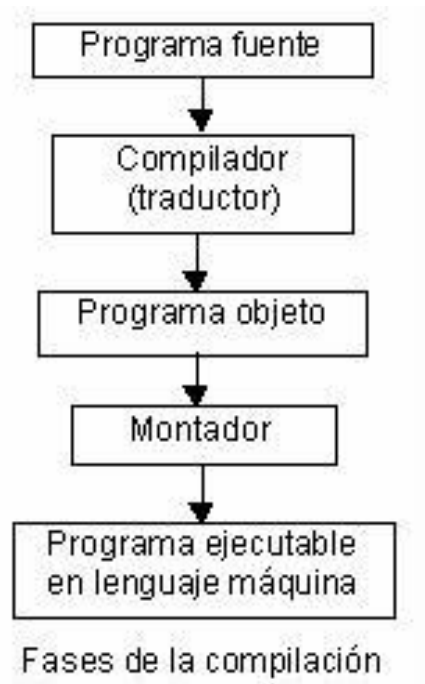 Programa fuente
Compilador
(traductor)
Programa objeto
Montador
Programa ejecutable
en lenguaje máquina
Fases de la compilación